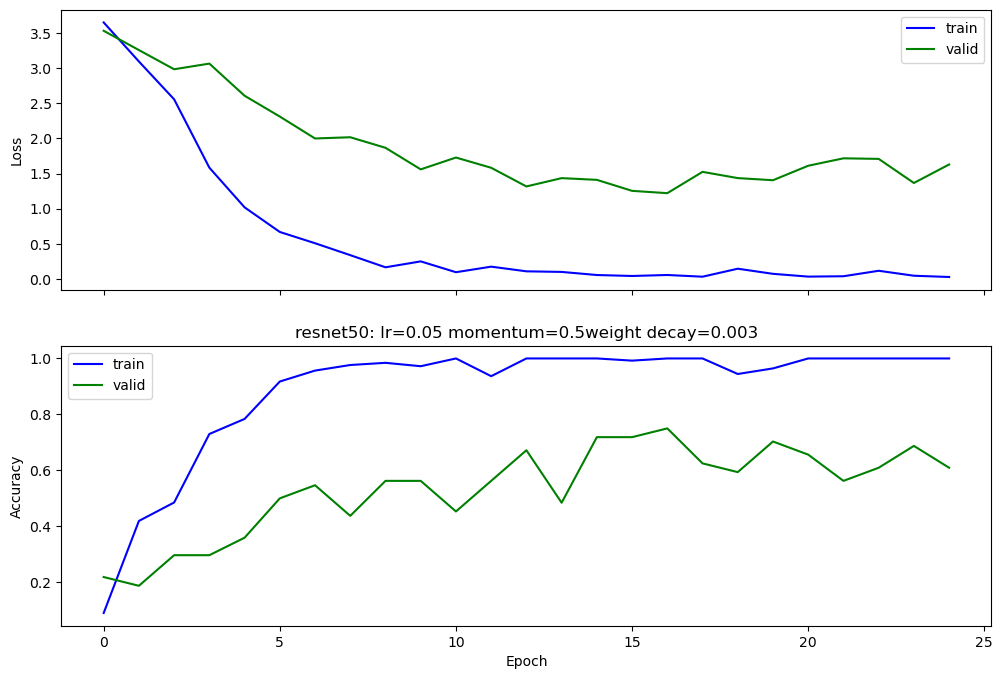 3.5
3.0
2.5
2.0
1.5
1.0
0.5
0.0
Loss
train
valid
resnet50: lr=0.05 momentum=0.5weight decay=0.003
1.0
0.8
0.6
0.4
0.2
Accuracy
train
valid
0 5 10 15 20 25
Epoch